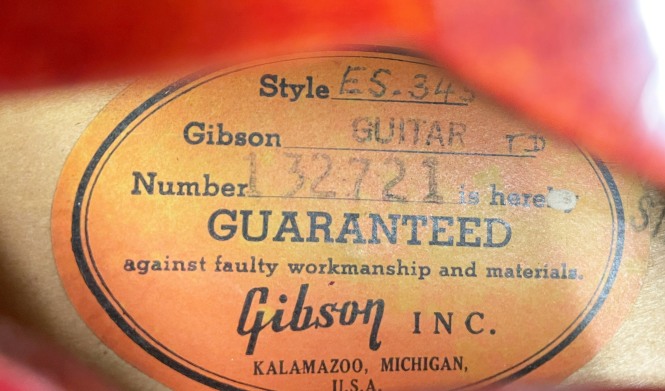 Style ES. 345
Gibson GUITAR TD
Number 132721 is hereby
GUARANTEED
against faulty workmanship and materials.
Gibson INC.
KALAMAZOO, MICHIGAN,
U.S.A.